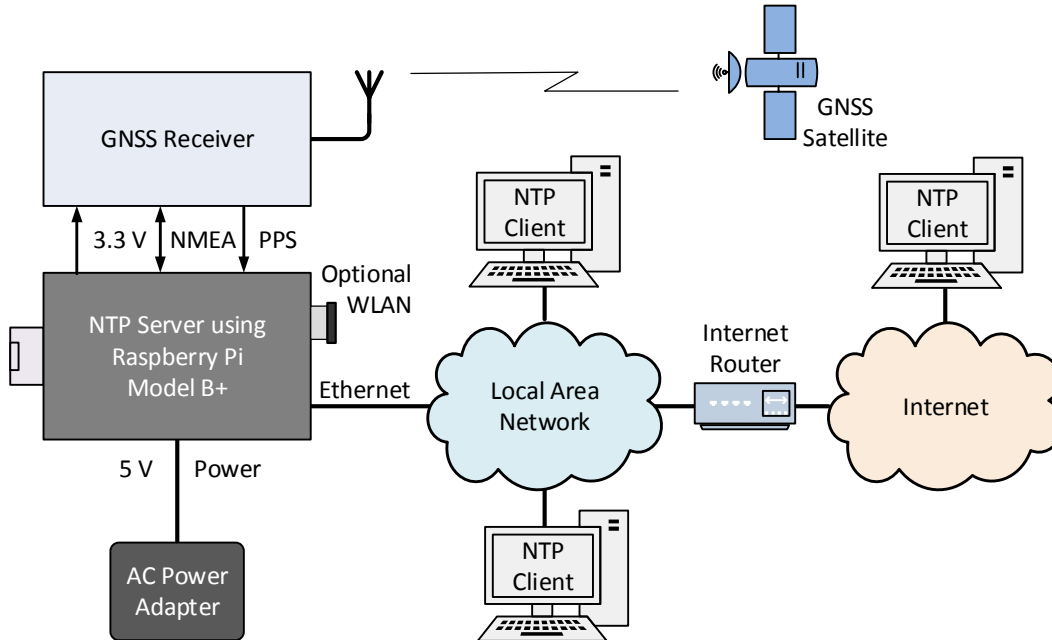 GNSS Receiver
GNSS
Satellite
3.3 V
NMEA
PPS
Optional
WLAN
NTP Server using
Raspberry Pi
Model B+
Ethernet
5 V
Power
AC Power
Adapter
NTP
Client
Local Area
Network
NTP
Client
Internet
Router
NTP
Client
Internet